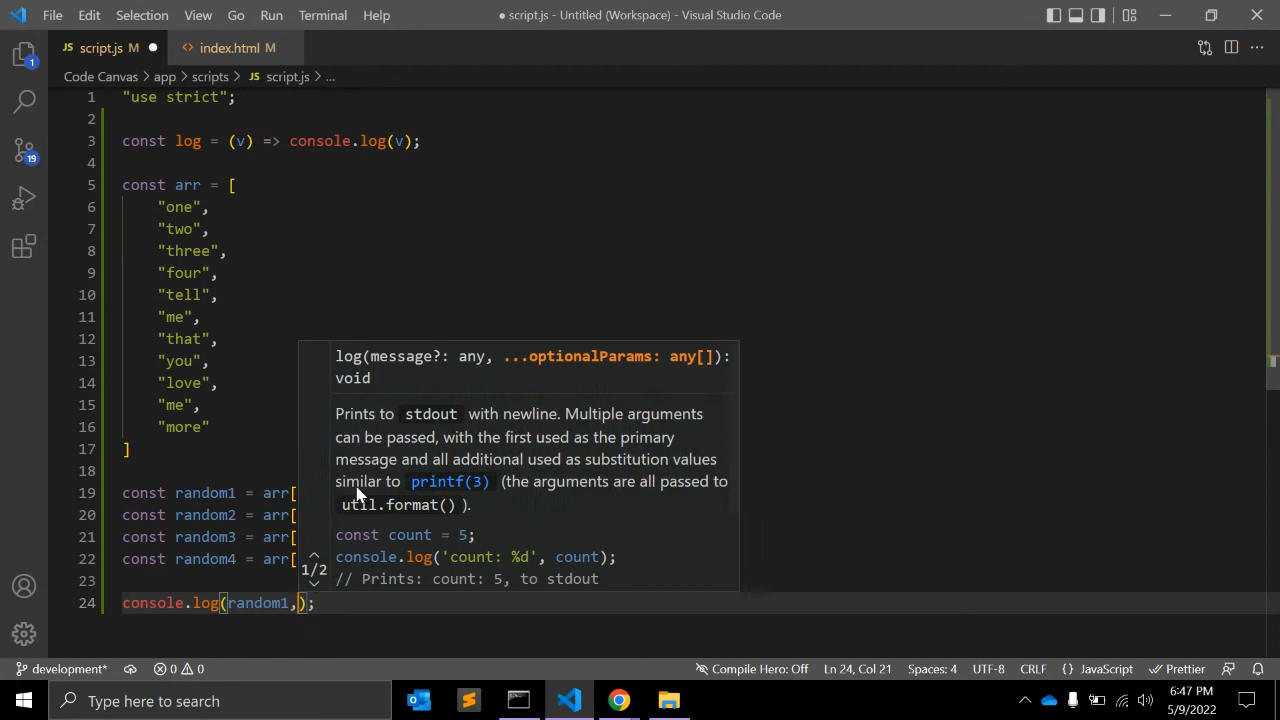 File Edit Selection View Go Run Terminal Help ● script.js - Untitled (Workspace) - Visual Studio Code
JS script.js M ● <> index.html M
Code Canvas > app > scripts > JS script.js > ...
1 "use strict";
2
3 const log = (v) => console.log(v);
4
5 const arr = [
6 "one",
7 "two",
8 "three",
9 "four",
10 "tell",
11 "me",
12 "that",
13 "you",
14 "love",
15 "me",
16 "more"
17 ]
18
19 const random1 = arr[
20 const random2 = arr[
21 const random3 = arr[
22 const random4 = arr[
23
24 console.log(random1,);
log(message?: any, ...optionalParams: any[]):
void
Prints to stdout with newline. Multiple arguments
can be passed, with the first used as the primary
message and all additional used as substitution values
similar to printf(3) (the arguments are all passed to
util.format() ).
const count = 5;
console.log('count: %d', count);
// Prints: count: 5, to stdout
1/2
1
19
development* 0 0 Compile Hero: Off Ln 24, Col 21 Spaces: 4 UTF-8 CRLF {} JavaScript Prettier
Type here to search
6:47 PM
5/9/2022